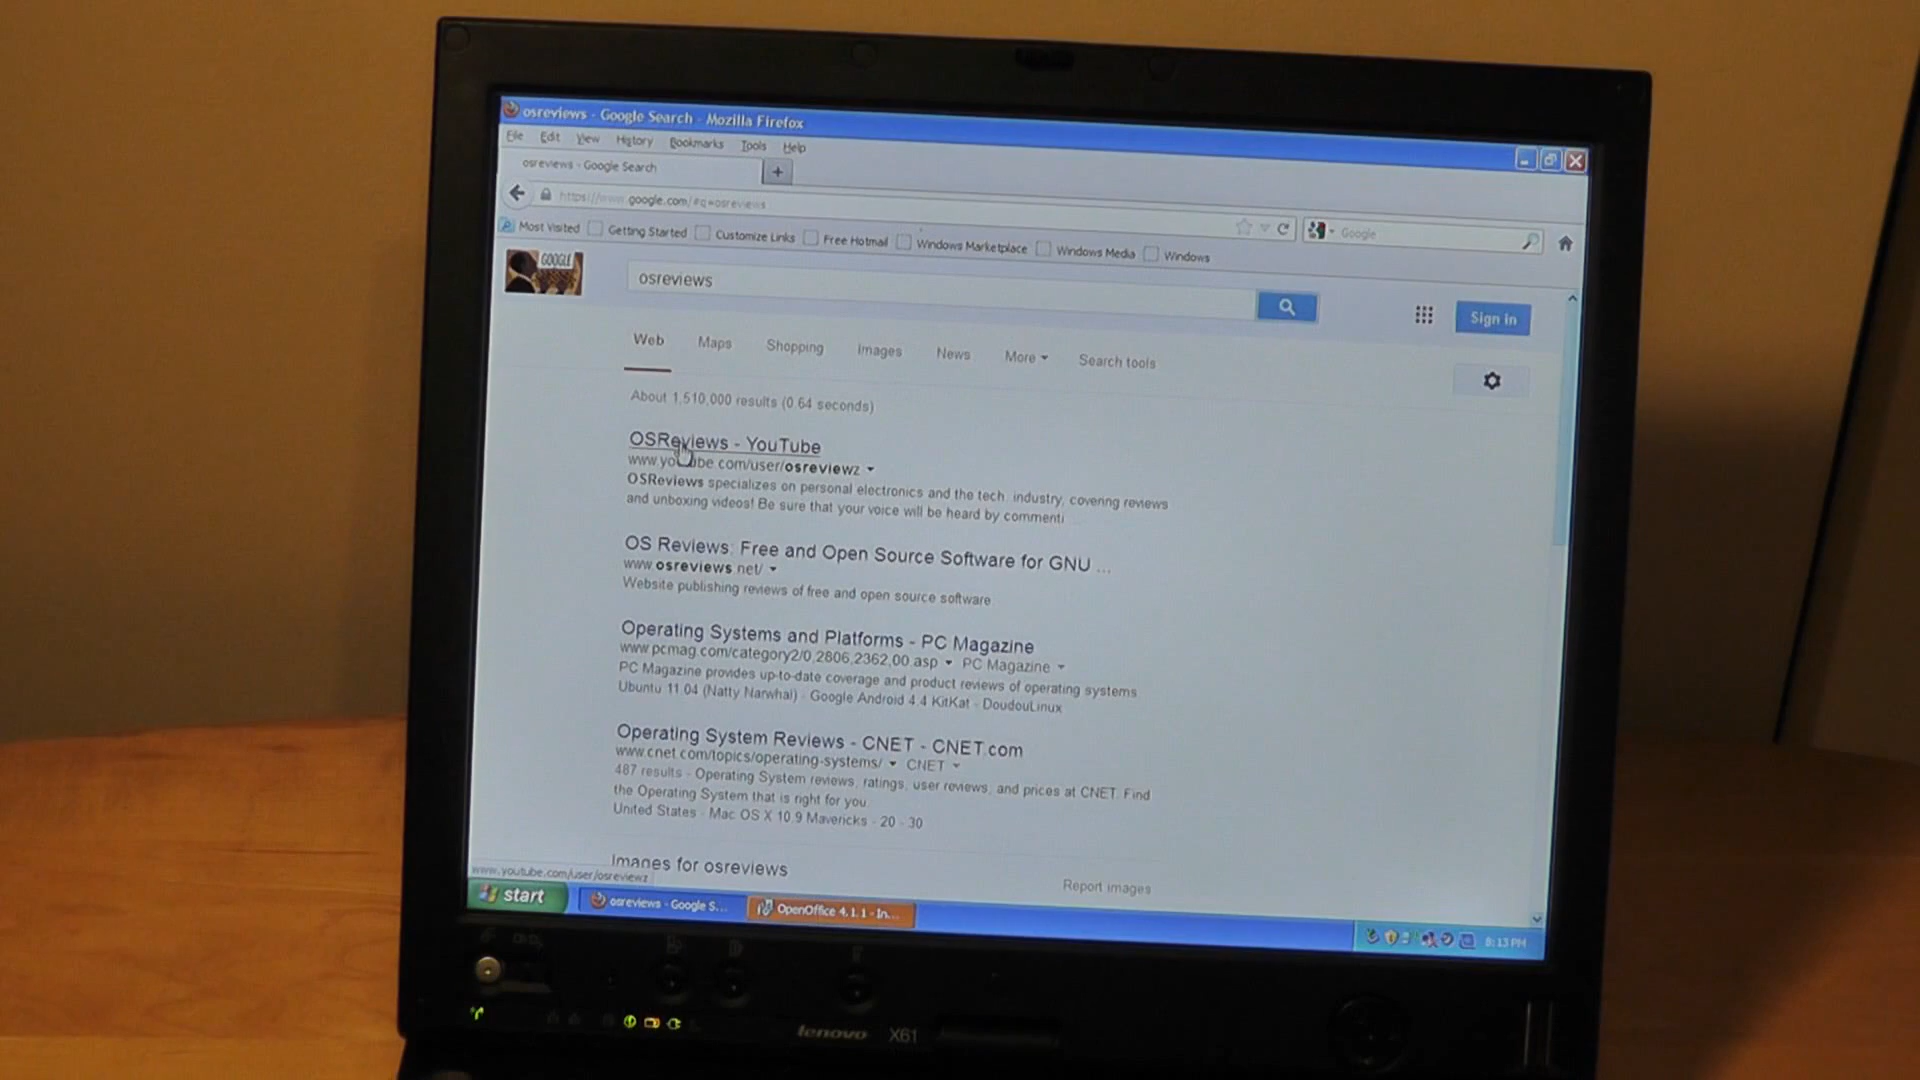 osreviews - Google Search - Mozilla Firefox
File Edit View History Bookmarks Tools Help
osreviews - Google Search
+
https://www.google.com/#q=osreviews
Google
Most Visited Getting Started Customize Links Free Hotmail Windows Marketplace Windows Media Windows
GOOGLE
osreviews
Sign in
Web Maps Shopping Images News More Search tools
About 1,510,000 results (0.64 seconds)
OSReviews - YouTube
www.youtube.com/user/osreviewz
OSReviews specializes on personal electronics and the tech. industry, covering reviews
and unboxing videos! Be sure that your voice will be heard by commenti
OS Reviews: Free and Open Source Software for GNU ...
www.osreviews.net/
Website publishing reviews of free and open source software.
Operating Systems and Platforms - PC Magazine
www.pcmag.com/category2/0,2806,2362,00.asp PC Magazine
PC Magazine provides up-to-date coverage and product reviews of operating systems
Ubuntu 11.04 (Natty Narwhal) - Google Android 4.4 KitKat - DoudouLinux
Operating System Reviews - CNET - CNET.com
www.cnet.com/topics/operating-systems/ CNET
487 results - Operating System reviews, ratings, user reviews, and prices at CNET. Find
the Operating System that is right for you.
United States - Mac OS X 10.9 Mavericks - 20 - 30
Images for osreviews
Report images
www.youtube.com/user/osreviewz
start
osreviews - Google S...
OpenOffice 4.1.1 - In...
8:13 PM
lenovo X61